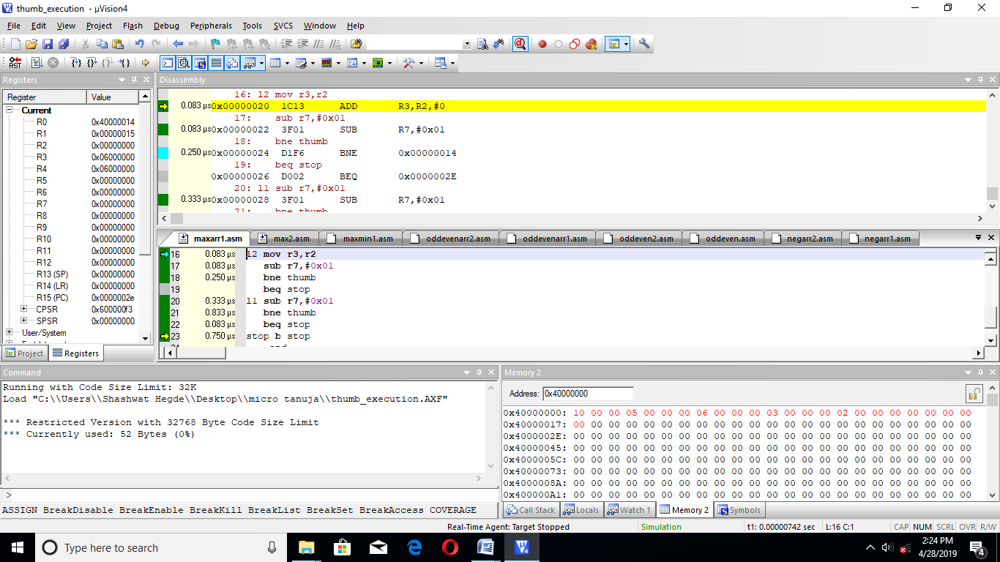 thumb_execution - µVision4
File Edit View Project Flash Debug Peripherals Tools SVCS Window Help
RST
Registers
Register Value
Current
R0 0x40000014
R1 0x00000015
R2 0x00000000
R3 0x06000000
R4 0x06000000
R5 0x00000000
R6 0x00000000
R7 0x00000000
R8 0x00000000
R9 0x00000000
R10 0x00000000
R11 0x00000000
R12 0x00000000
R13 (SP) 0x00000000
R14 (LR) 0x00000000
R15 (PC) 0x0000002e
CPSR 0x600000f3
SPSR 0x00000000
User/System
Project Registers
Disassembly
16: l2 mov r3,r2
0.083 µs 0x00000020 1C13 ADD R3,R2,#0
17: sub r7,#0x01
0.083 µs 0x00000022 3F01 SUB R7,#0x01
18: bne thumb
0.250 µs 0x00000024 D1F6 BNE 0x00000014
19: beq stop
0x00000026 D002 BEQ 0x0000002E
20: l1 sub r7,#0x01
0.333 µs 0x00000028 3F01 SUB R7,#0x01
21: bne thumb
maxarr1.asm max2.asm maxmin1.asm oddevenarr2.asm oddevenarr1.asm oddeven2.asm oddeven.asm negarr2.asm negarr1.asm
16 0.083 µs l2 mov r3,r2
17 0.083 µs sub r7,#0x01
18 0.250 µs bne thumb
19 beq stop
20 0.333 µs l1 sub r7,#0x01
21 0.833 µs bne thumb
22 0.083 µs beq stop
23 0.750 µs stop b stop
end
Command
Running with Code Size Limit: 32K
Load "C:\\Users\\Shashwat Hegde\\Desktop\\micro tanuja\\thumb_execution.AXF"
*** Restricted Version with 32768 Byte Code Size Limit
*** Currently used: 52 Bytes (0%)
>
ASSIGN BreakDisable BreakEnable BreakKill BreakList BreakSet BreakAccess COVERAGE
Memory 2
Address: 0x40000000
0x40000000: 10 00 00 05 00 00 00 06 00 00 00 03 00 00 00 02 00 00 00 00 00 00 00
0x40000017: 00 00 00 00 00 00 00 00 00 00 00 00 00 00 00 00 00 00 00 00 00 00 00
0x4000002E: 00 00 00 00 00 00 00 00 00 00 00 00 00 00 00 00 00 00 00 00 00 00 00
0x40000045: 00 00 00 00 00 00 00 00 00 00 00 00 00 00 00 00 00 00 00 00 00 00 00
0x4000005C: 00 00 00 00 00 00 00 00 00 00 00 00 00 00 00 00 00 00 00 00 00 00 00
0x40000073: 00 00 00 00 00 00 00 00 00 00 00 00 00 00 00 00 00 00 00 00 00 00 00
0x4000008A: 00 00 00 00 00 00 00 00 00 00 00 00 00 00 00 00 00 00 00 00 00 00 00
0x400000A1: 00 00 00 00 00 00 00 00 00 00 00 00 00 00 00 00 00 00 00 00 00 00 00
Call Stack Locals Watch 1 Memory 2 Symbols
Real-Time Agent: Target Stopped Simulation t1: 0.00000742 sec L:16 C:1 CAP NUM SCRL OVR R/W
Type here to search
2:24 PM
4/28/2019
4